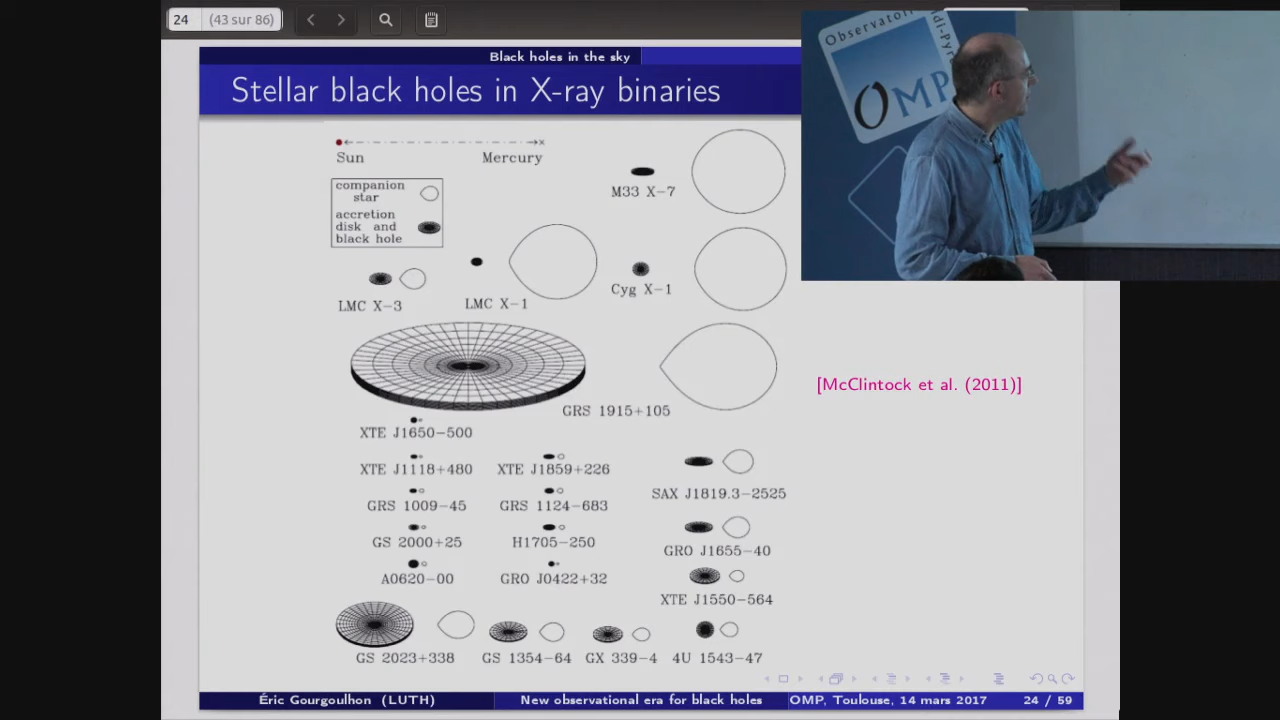 24 (43 sur 86)
Black holes in the sky
Stellar black holes in X-ray binaries
Observatoi
idi-Pyr
OMP
Sun Mercury
companion
star
accretion
disk and
black hole
M33 X-7
LMC X-3
LMC X-1
Cyg X-1
GRS 1915+105
[McClintock et al. (2011)]
XTE J1650-500
XTE J1118+480 XTE J1859+226
SAX J1819.3-2525
GRS 1009-45 GRS 1124-683
GS 2000+25 H1705-250
GRO J1655-40
A0620-00 GRO J0422+32
XTE J1550-564
GS 2023+338 GS 1354-64 GX 339-4 4U 1543-47
Éric Gourgoulhon (LUTH) New observational era for black holes OMP, Toulouse, 14 mars 2017 24 / 59